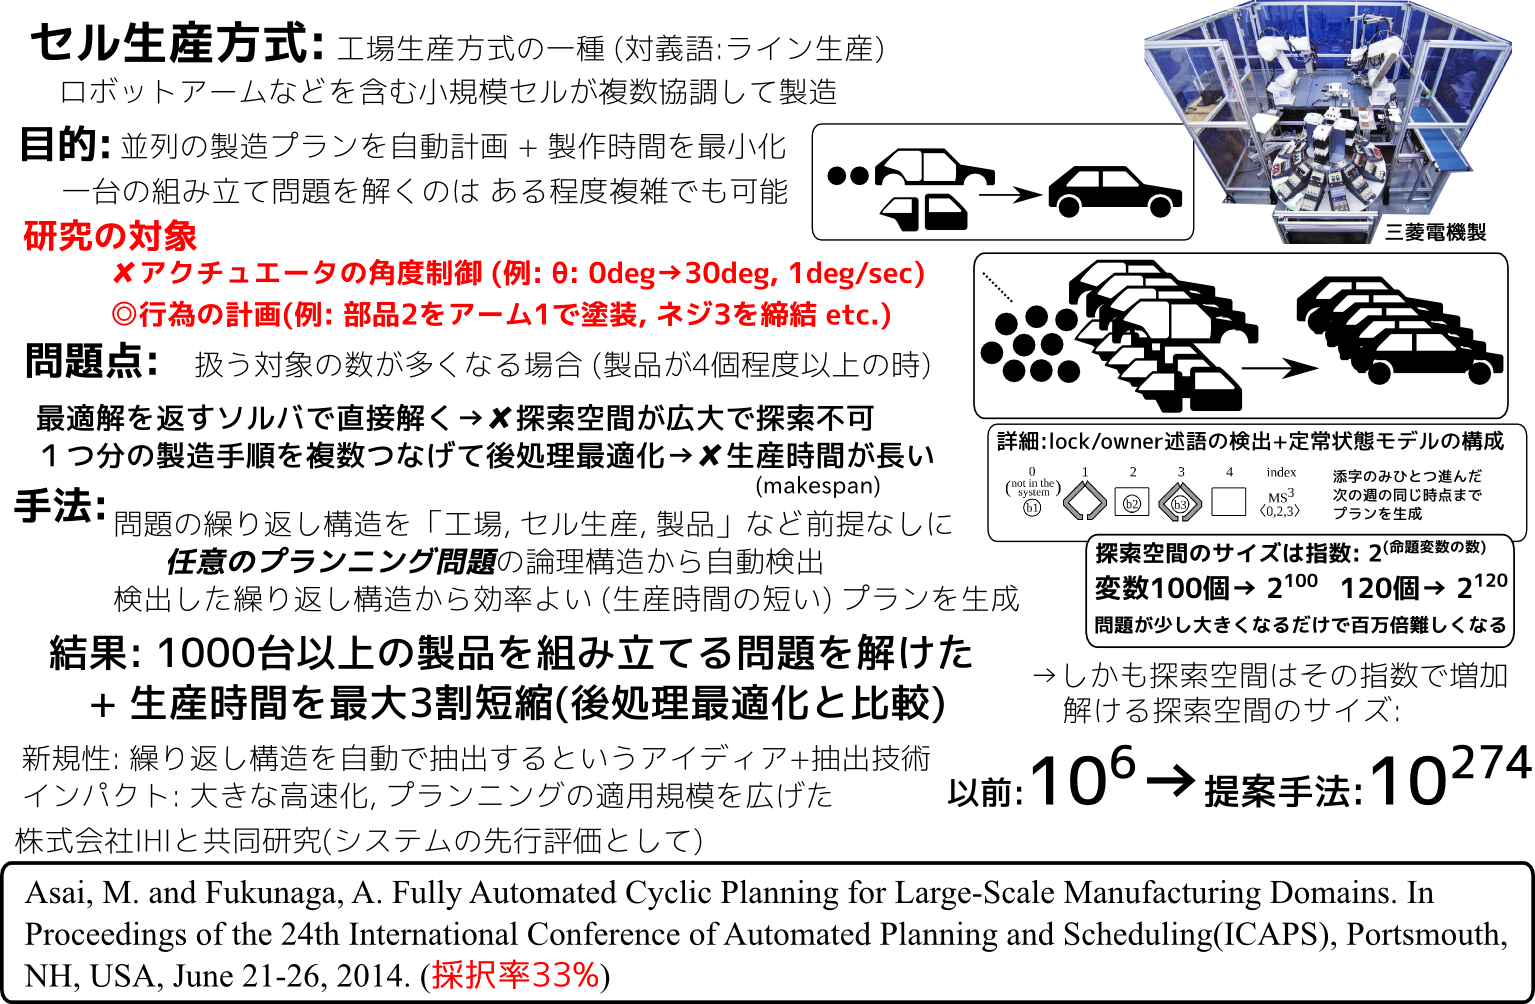 セル生産方式: 工場生産方式の一種 (対義語:ライン生産)
ロボットアームなどを含む小規模セルが複数協調して製造
目的: 並列の製造プランを自動計画 + 製作時間を最小化
一台の組み立て問題を解くのは ある程度複雑でも可能
三菱電機製
研究の対象
✘アクチュエータの角度制御 (例: θ: 0deg→30deg, 1deg/sec)
◎行為の計画(例: 部品2をアーム1で塗装, ネジ3を締結 etc.)
問題点: 扱う対象の数が多くなる場合 (製品が4個程度以上の時)
最適解を返すソルバで直接解く→✘探索空間が広大で探索不可
１つ分の製造手順を複数つなげて後処理最適化→✘生産時間が長い
(makespan)
手法: 問題の繰り返し構造を「工場, セル生産, 製品」など前提なしに
任意のプランニング問題の論理構造から自動検出
検出した繰り返し構造から効率よい (生産時間の短い) プランを生成
詳細:lock/owner述語の検出+定常状態モデルの構成
0 1 2 3 4 index
(not in the system)
b1 b2 b3
MS³
〈0,2,3〉
添字のみひとつ進んだ
次の週の同じ時点まで
プランを生成
探索空間のサイズは指数: 2^(命題変数の数)
変数100個→ 2^100 120個→ 2^120
問題が少し大きくなるだけで百万倍難しくなる
結果: 1000台以上の製品を組み立てる問題を解けた
+ 生産時間を最大3割短縮(後処理最適化と比較)
→しかも探索空間はその指数で増加
解ける探索空間のサイズ:
以前:10^6→提案手法:10^274
新規性: 繰り返し構造を自動で抽出するというアイディア+抽出技術
インパクト: 大きな高速化, プランニングの適用規模を広げた
株式会社IHIと共同研究(システムの先行評価として)
Asai, M. and Fukunaga, A. Fully Automated Cyclic Planning for Large-Scale Manufacturing Domains. In
Proceedings of the 24th International Conference of Automated Planning and Scheduling(ICAPS), Portsmouth,
NH, USA, June 21-26, 2014. (採択率33%)